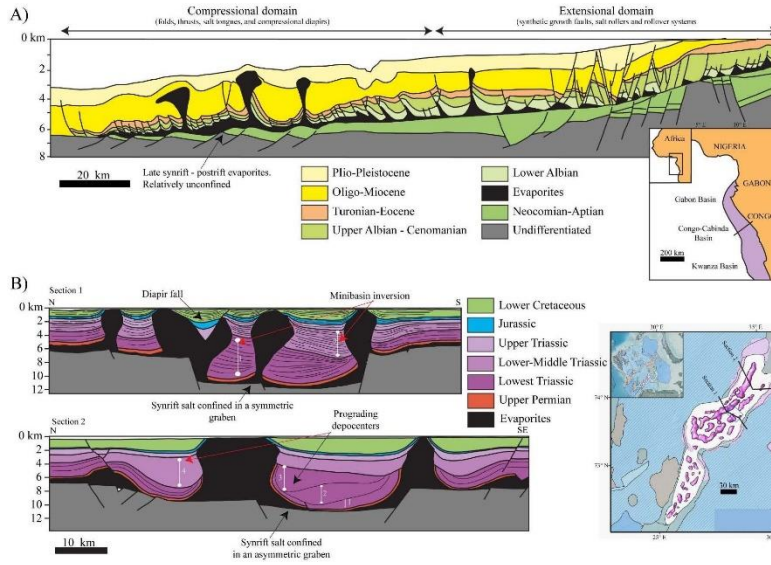 A)
Compressional domain
(folds, thrusts, salt tongues, and compressional diapirs)
Extensional domain
(synthetic growth faults, salt rollers and rollover systems
0 km
2
4
6
8
20 km
Late synrift - postrift evaporites.
Relatively unconfined
Plio-Pleistocene
Oligo-Miocene
Turonian-Eocene
Upper Albian - Cenomanian
Lower Albian
Evaporites
Neocomian-Aptian
Undifferentiated
Africa
NIGERIA
GABON
CONGO
Gabon Basin
Congo-Cabinda
Basin
Kwanza Basin
200 km
B)
Section 1
N
S
Diapir fall
Minibasin inversion
0 km
2
4
6
8
10
12
Synrift salt confined in a symmetric
graben
Lower Cretaceous
Jurassic
Upper Triassic
Lower-Middle Triassic
Lowest Triassic
Upper Permian
Evaporites
Section 2
N
SE
Prograding
depocenters
0 km
2
4
6
8
10
12
4
3
2
1
10 km
Synrift salt confined
in an asymmetric graben
30 km